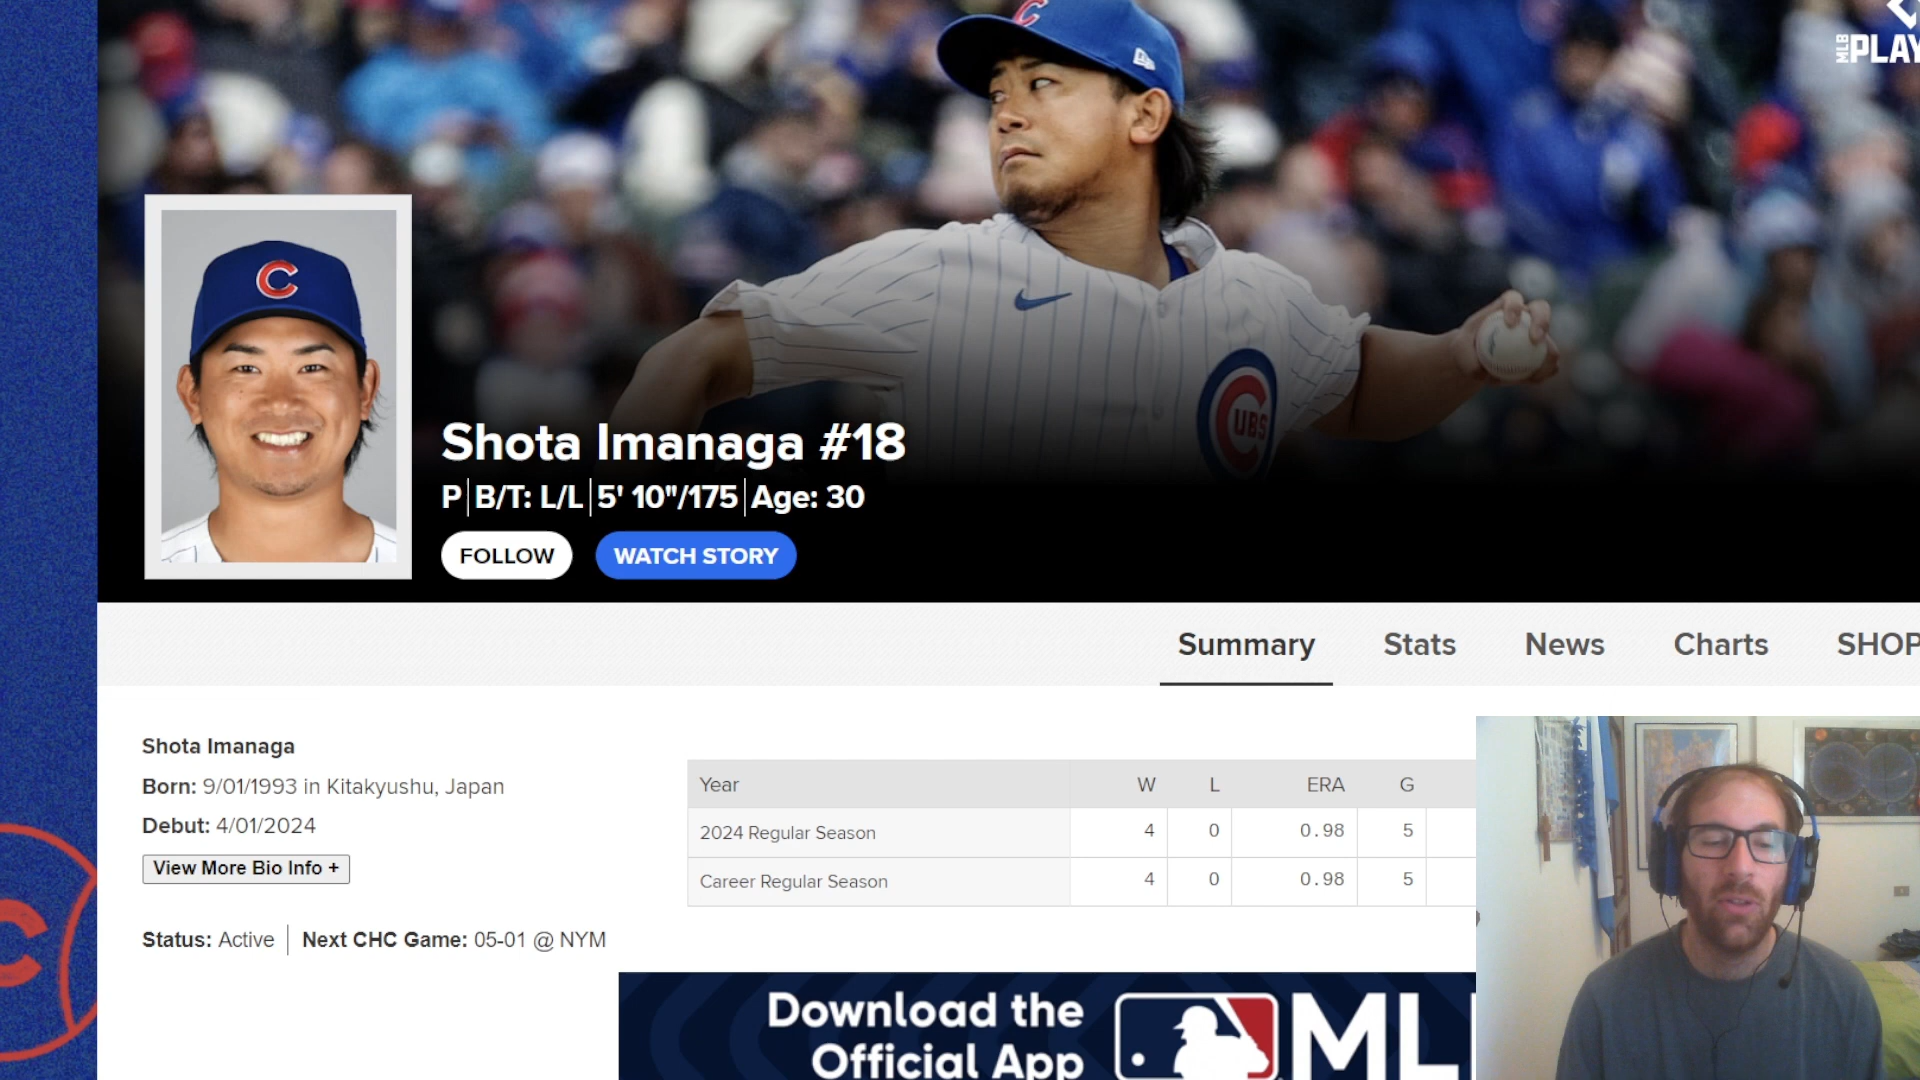 MLB PLAY
C
C
UBS
Shota Imanaga #18
P B/T: L/L 5' 10"/175 Age: 30
FOLLOW WATCH STORY
Summary Stats News Charts SHOP
Shota Imanaga
Born: 9/01/1993 in Kitakyushu, Japan
Debut: 4/01/2024
View More Bio Info +
Status: Active Next CHC Game: 05-01 @ NYM
Year W L ERA G
2024 Regular Season 4 0 0.98 5
Career Regular Season 4 0 0.98 5
Download the
Official App
ML
C